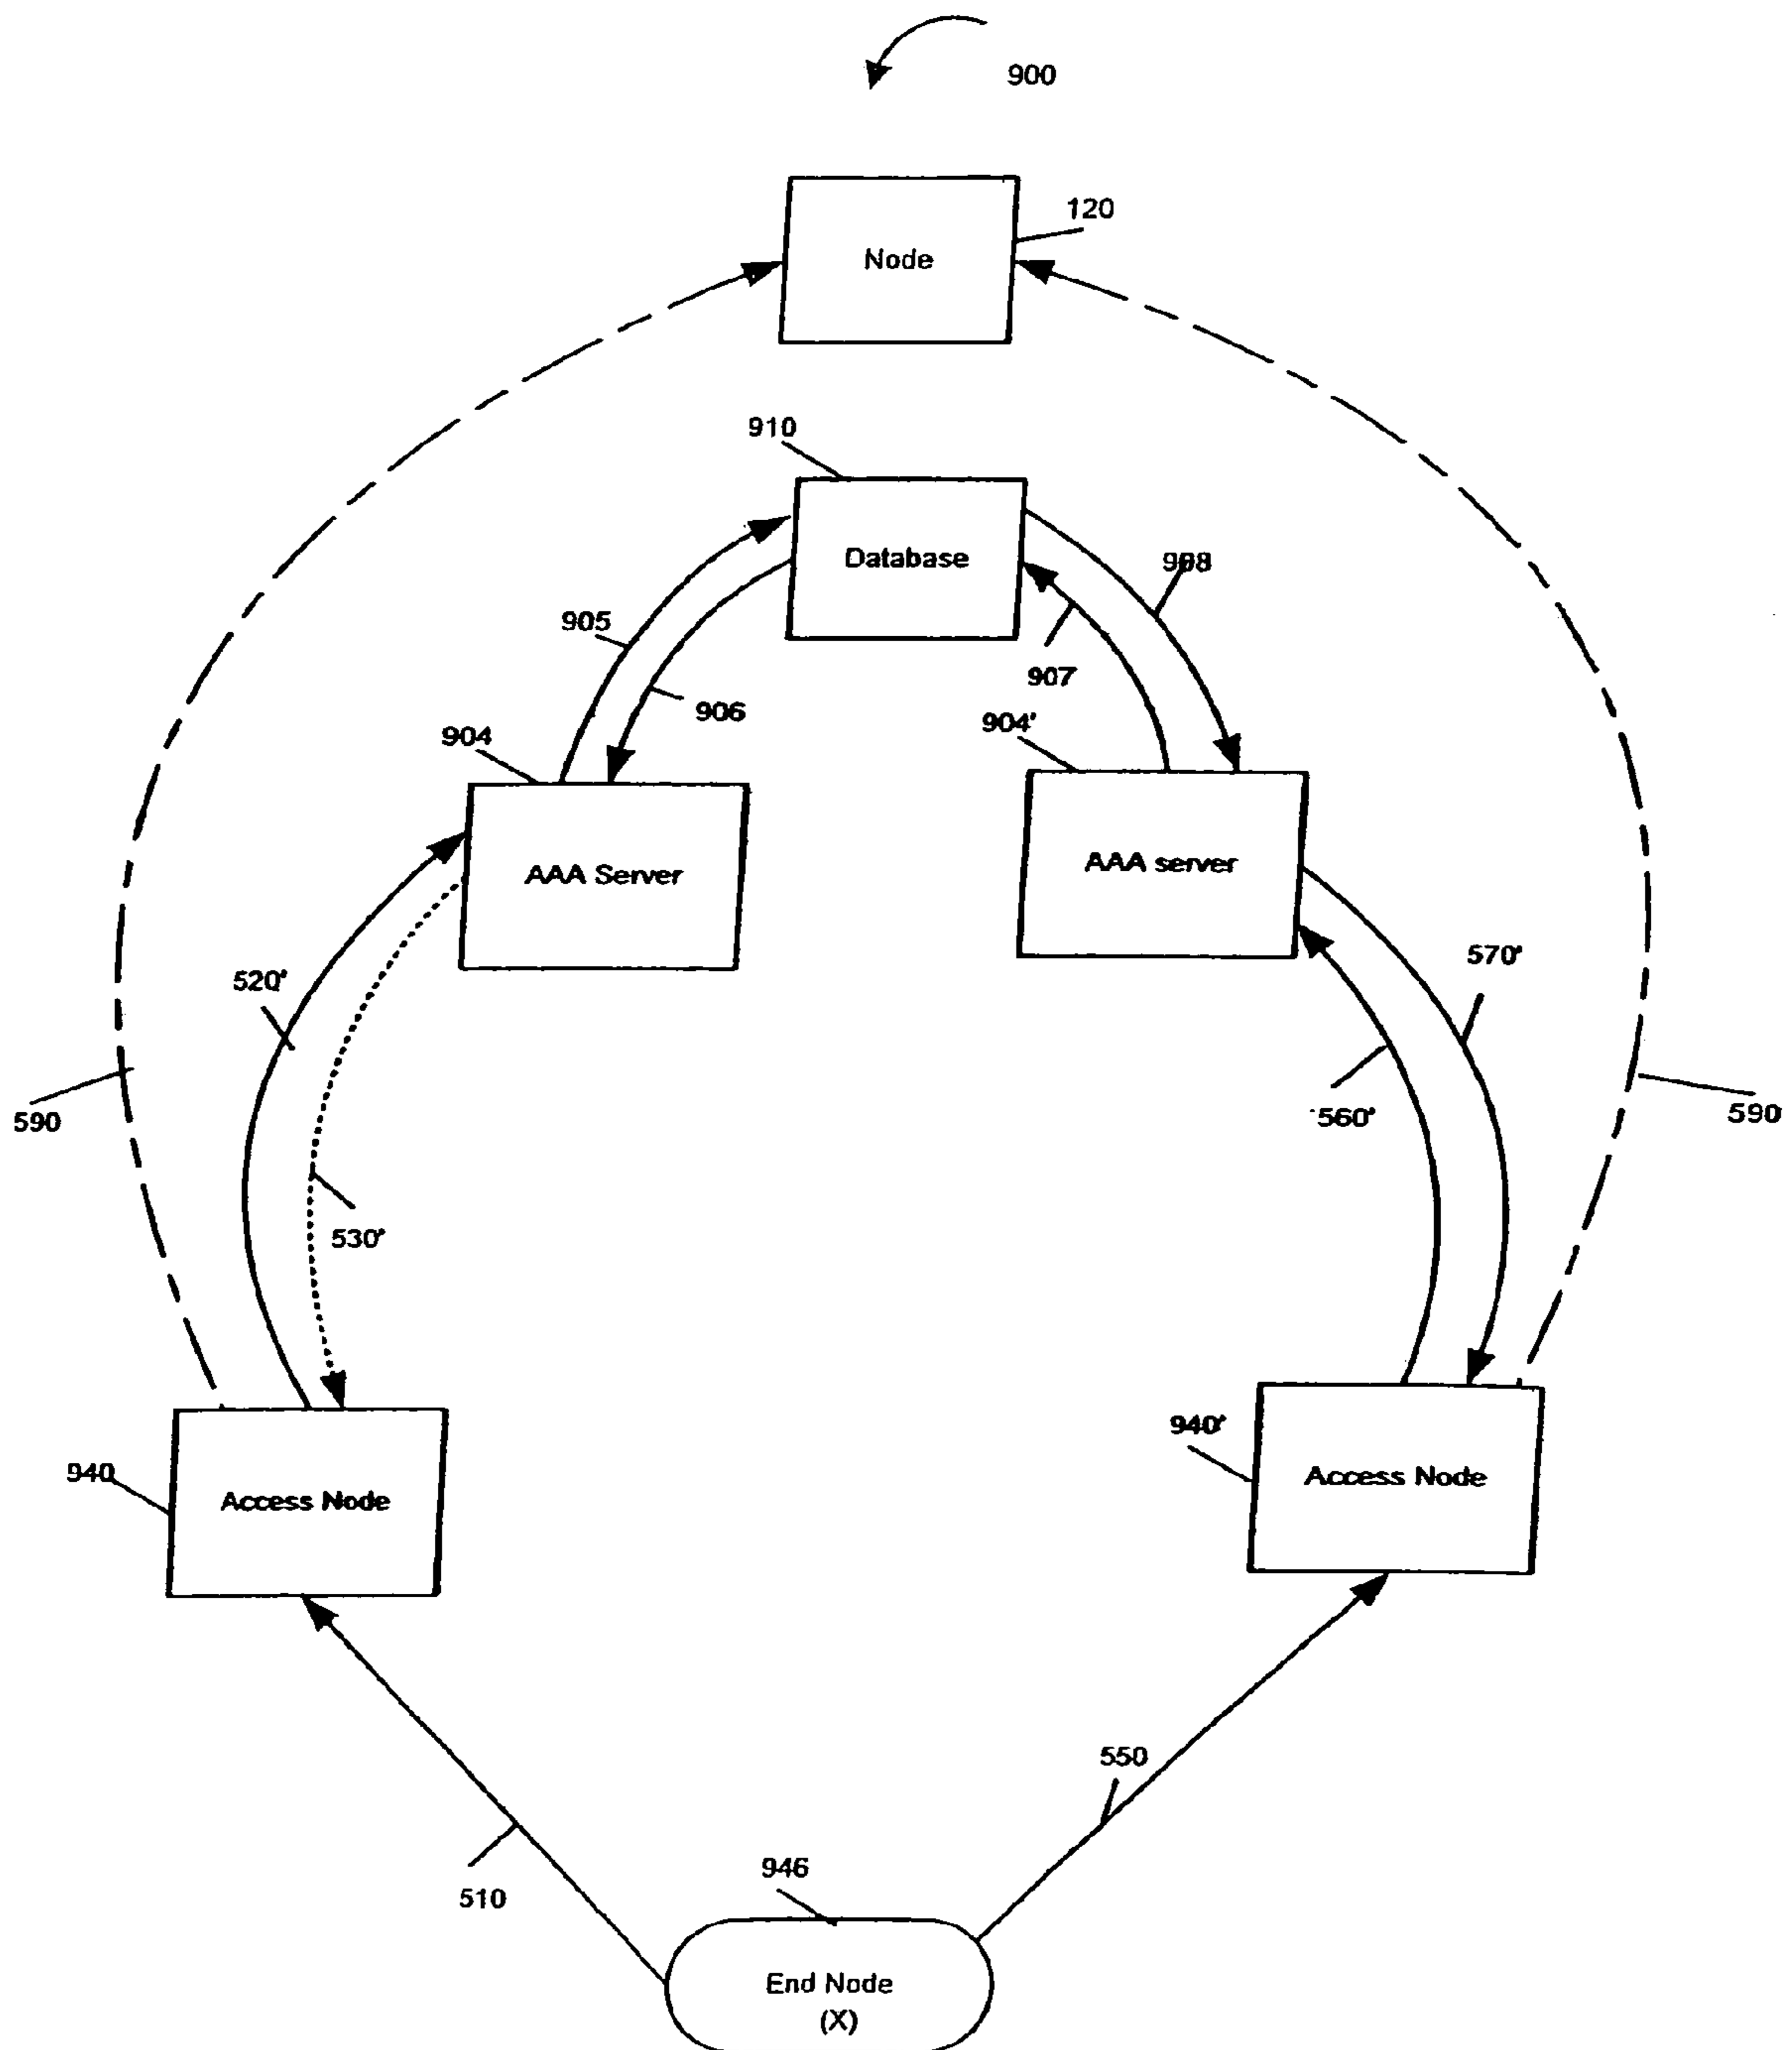 900
120
Node
910
Database
908
905
907
906
904
904'
AAA Server
AAA server
520'
570'
590
560'
590
530'
940
Access Node
940'
Access Node
550
510
946
End Node
(X)